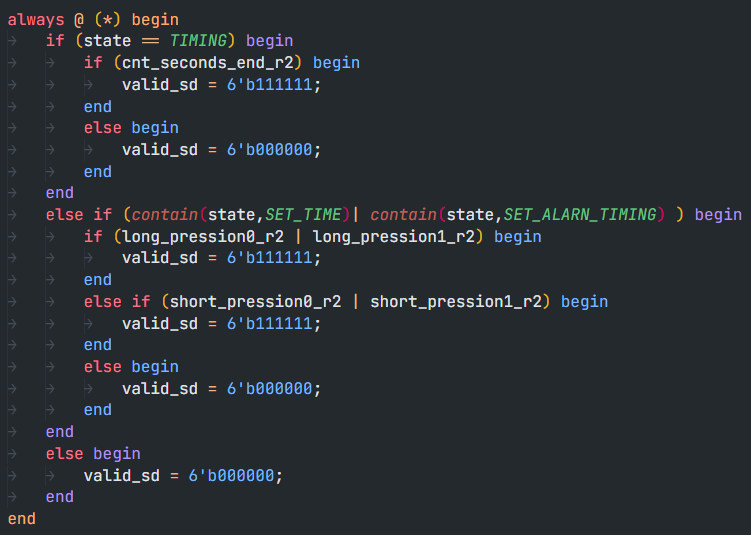 always @ (*) begin
if (state == TIMING) begin
if (cnt_seconds_end_r2) begin
valid_sd = 6'b111111;
end
else begin
valid_sd = 6'b000000;
end
end
else if (contain(state,SET_TIME)| contain(state,SET_ALARN_TIMING) ) begin
if (long_pression0_r2 | long_pression1_r2) begin
valid_sd = 6'b111111;
end
else if (short_pression0_r2 | short_pression1_r2) begin
valid_sd = 6'b111111;
end
else begin
valid_sd = 6'b000000;
end
end
else begin
valid_sd = 6'b000000;
end
end